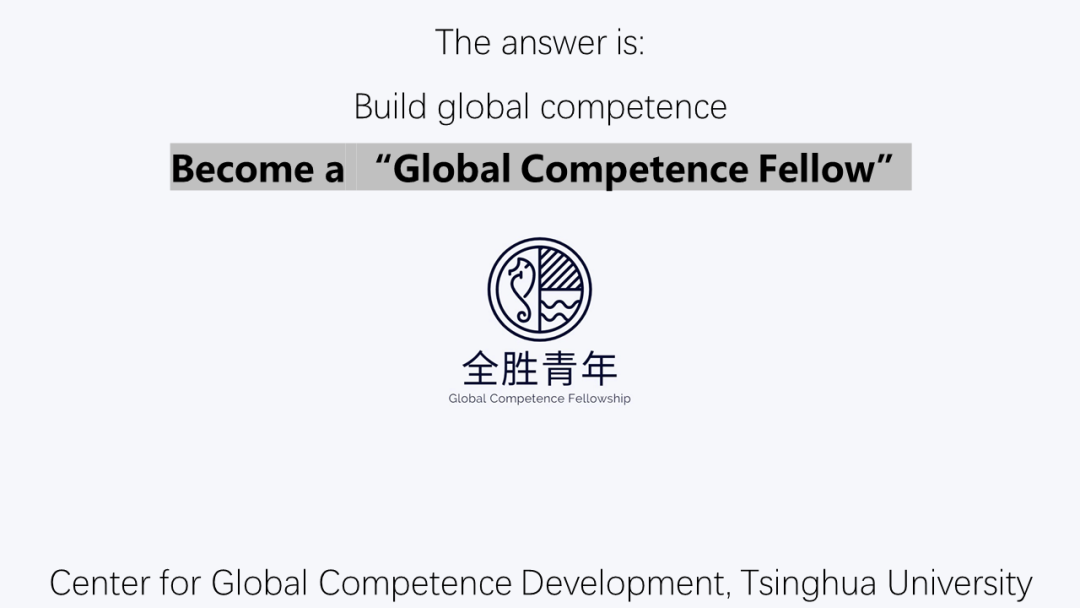 The answer is:
Build global competence
Become a “Global Competence Fellow”
全胜青年
Global Competence Fellowship
Center for Global Competence Development, Tsinghua University